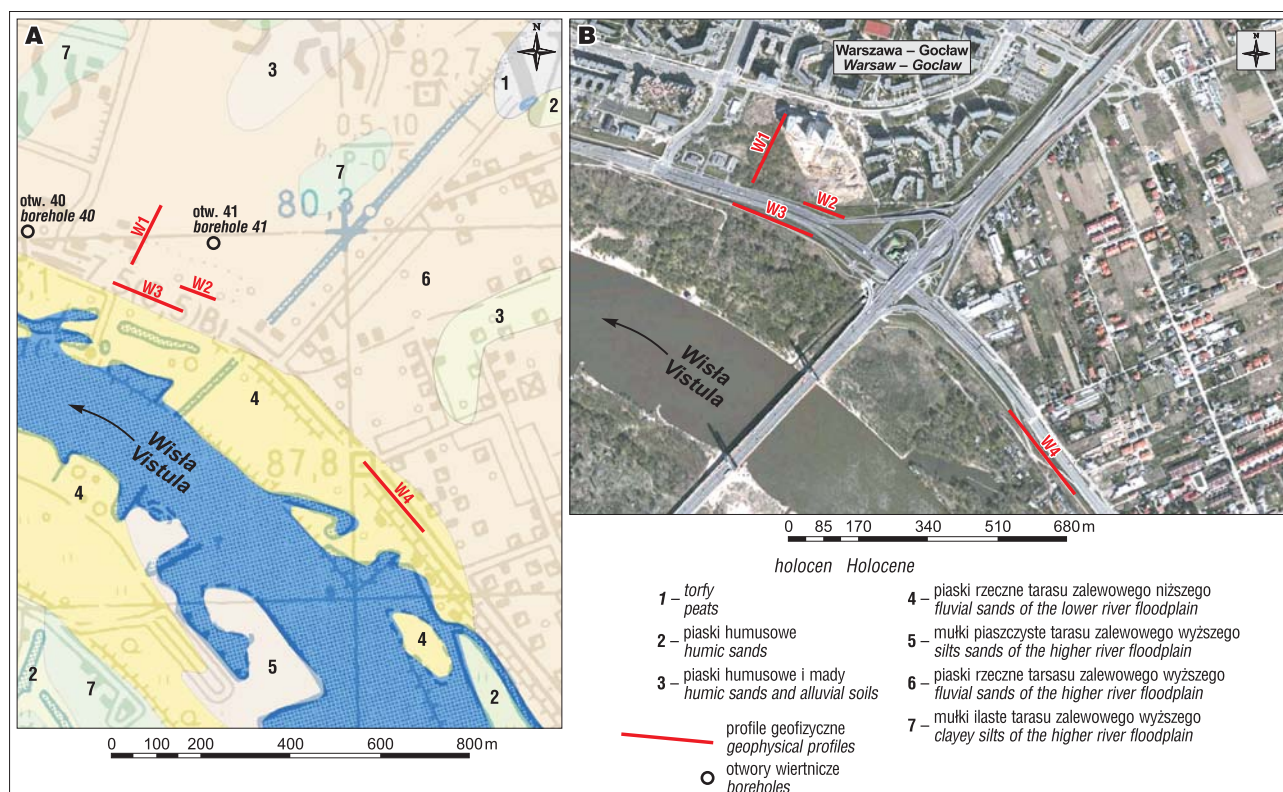 A
N
7
3
82,7
1
2
0,5 10
7
80,3
otw. 40
borehole 40
otw. 41
borehole 41
W1
W3
W2
6
3
4
Wisła
Vistula
87,8
W4
4
4
5
2
7
2
0 100 200 400 600 800 m
B
Warszawa – Gocław
Warsaw – Goclaw
N
W1
W2
W3
Wisła
Vistula
W4
0 85 170 340 510 680 m
holocen Holocene
1 – torfy
peats
2 – piaski humusowe
humic sands
3 – piaski humusowe i mady
humic sands and alluvial soils
profile geofizyczne
geophysical profiles
otwory wiertnicze
boreholes
4 – piaski rzeczne tarasu zalewowego niższego
fluvial sands of the lower river floodplain
5 – mułki piaszczyste tarasu zalewowego wyższego
silts sands of the higher river floodplain
6 – piaski rzeczne tarsasu zalewowego wyższego
fluvial sands of the higher river floodplain
7 – mułki ilaste tarasu zalewowego wyższego
clayey silts of the higher river floodplain